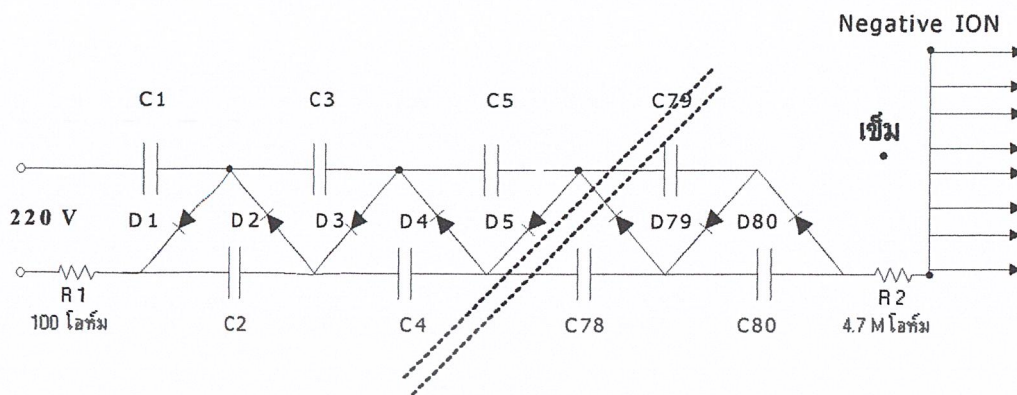 Negative ION
C1
C3
C5
C79
เข็ม
220 V
D1
D2
D3
D4
D5
D79
D80
R1
100 โอห์ม
C2
C4
C78
C80
R2
4.7 M โอห์ม